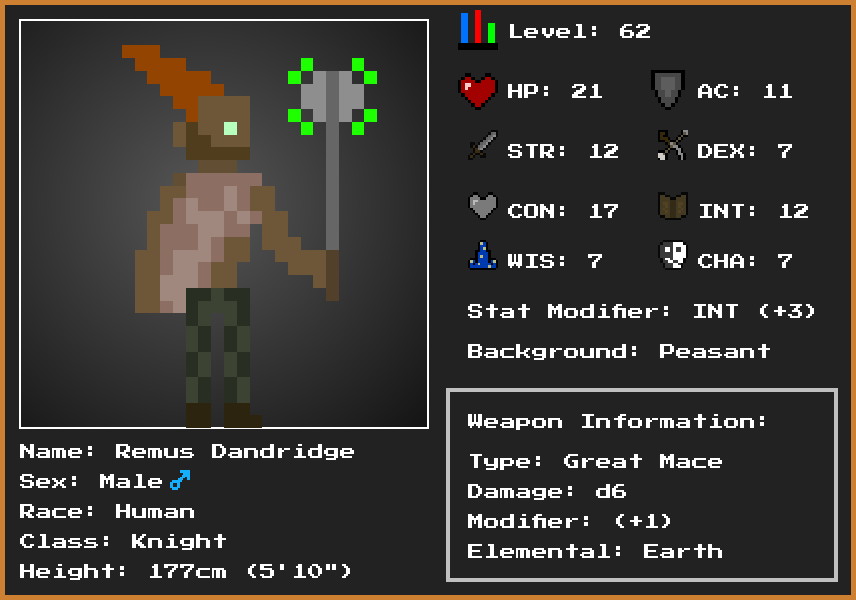 Level: 62
HP: 21
AC: 11
STR: 12
DEX: 7
CON: 17
INT: 12
WIS: 7
CHA: 7
Stat Modifier: INT (+3)
Background: Peasant
Name: Remus Dandridge
Sex: Male♂
Race: Human
Class: Knight
Height: 177cm (5'10")
Weapon Information:
Type: Great Mace
Damage: d6
Modifier: (+1)
Elemental: Earth